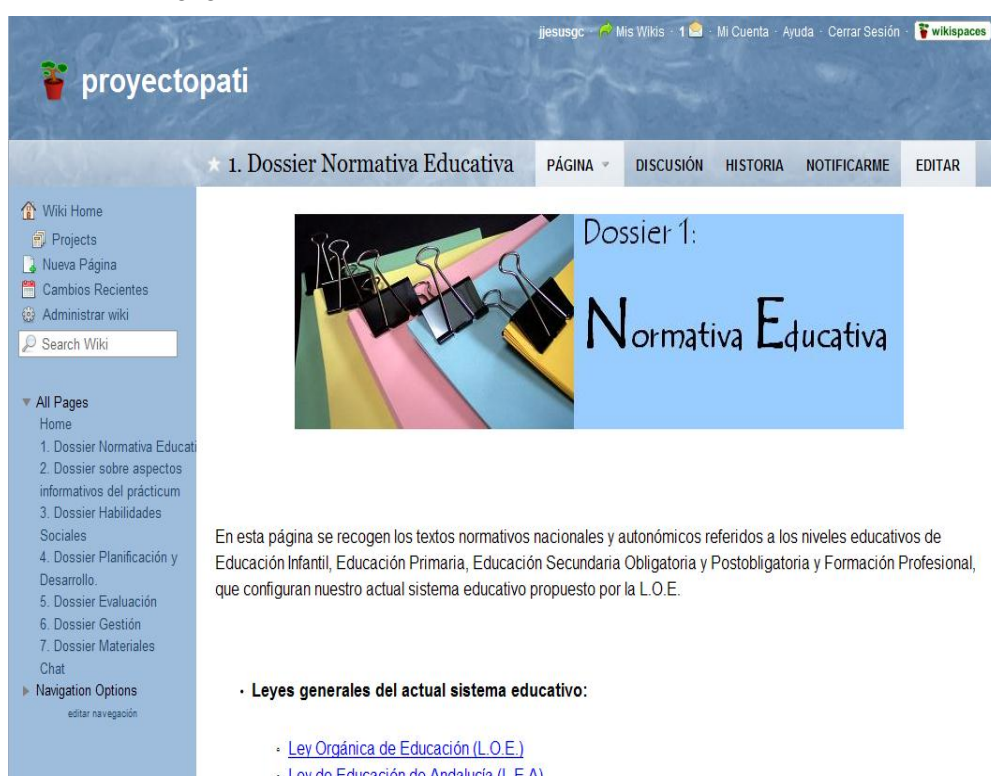 jjesusgc · Mis Wikis · 1 · Mi Cuenta · Ayuda · Cerrar Sesión · wikispaces
proyectopati
1. Dossier Normativa Educativa PÁGINA DISCUSIÓN HISTORIA NOTIFICARME EDITAR
Wiki Home
Projects
Nueva Página
Cambios Recientes
Administrar wiki
Search Wiki
All Pages
Home
1. Dossier Normativa Educati
2. Dossier sobre aspectos
informativos del prácticum
3. Dossier Habilidades
Sociales
4. Dossier Planificación y
Desarrollo.
5. Dossier Evaluación
6. Dossier Gestión
7. Dossier Materiales
Chat
Navigation Options
editar navegación
Dossier 1:
Normativa Educativa
En esta página se recogen los textos normativos nacionales y autonómicos referidos a los niveles educativos de
Educación Infantil, Educación Primaria, Educación Secundaria Obligatoria y Postobligatoria y Formación Profesional,
que configuran nuestro actual sistema educativo propuesto por la L.O.E.
· Leyes generales del actual sistema educativo:
◦ Ley Orgánica de Educación (L.O.E.)
◦ Ley de Educación de Andalucía (L.E.A)